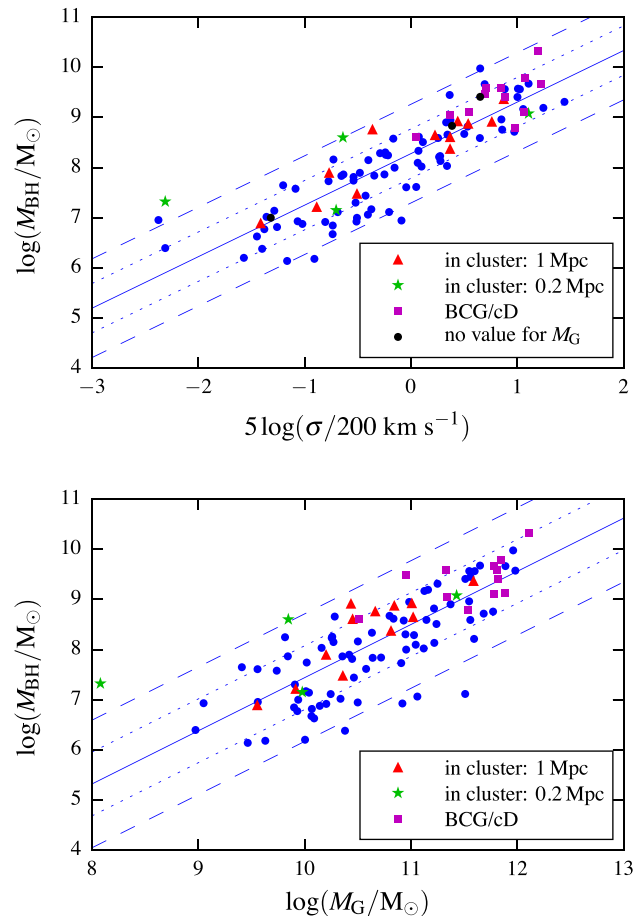 11
10
9
8
7
6
5
4
log(M_BH/M_⊙)
in cluster: 1 Mpc
in cluster: 0.2 Mpc
BCG/cD
no value for M_G
−3 −2 −1 0 1 2
5 log(σ/200 km s⁻¹)
11
10
9
8
7
6
5
4
log(M_BH/M_⊙)
in cluster: 1 Mpc
in cluster: 0.2 Mpc
BCG/cD
8 9 10 11 12 13
log(M_G/M_⊙)